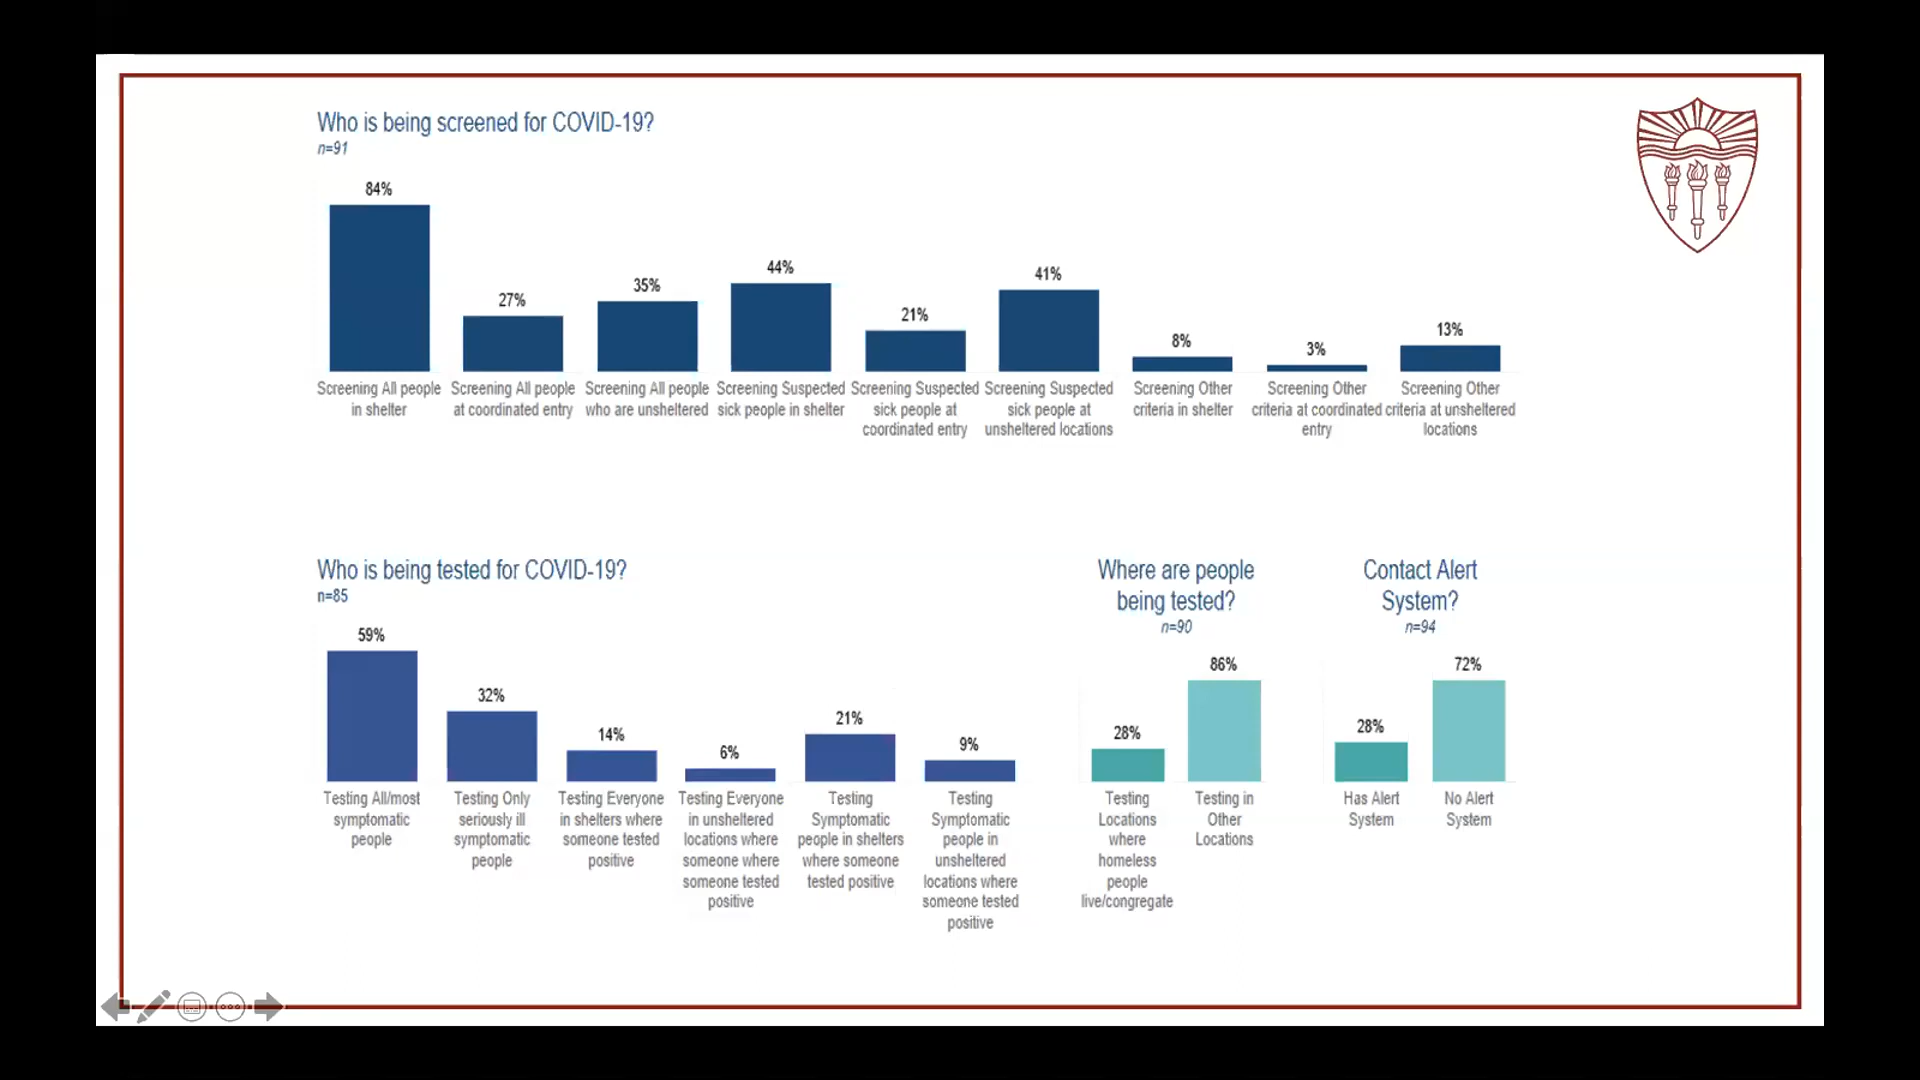 Who is being screened for COVID-19?
n=91
84%
27%
35%
44%
21%
41%
8%
3%
13%
Screening All people
in shelter
Screening All people
at coordinated entry
Screening All people
who are unsheltered
Screening Suspected
sick people in shelter
Screening Suspected
sick people at
coordinated entry
Screening Suspected
sick people at
unsheltered locations
Screening Other
criteria in shelter
Screening Other
criteria at coordinated
entry
Screening Other
criteria at unsheltered
locations
Who is being tested for COVID-19?
n=85
59%
32%
14%
6%
21%
9%
Testing All/most
symptomatic
people
Testing Only
seriously ill
symptomatic
people
Testing Everyone
in shelters where
someone tested
positive
Testing Everyone
in unsheltered
locations where
someone where
someone tested
positive
Testing
Symptomatic
people in shelters
where someone
tested positive
Testing
Symptomatic
people in
unsheltered
locations where
someone tested
positive
Where are people
being tested?
n=90
28%
86%
Testing
Locations
where
homeless
people
live/congregate
Testing in
Other
Locations
Contact Alert
System?
n=94
28%
72%
Has Alert
System
No Alert
System